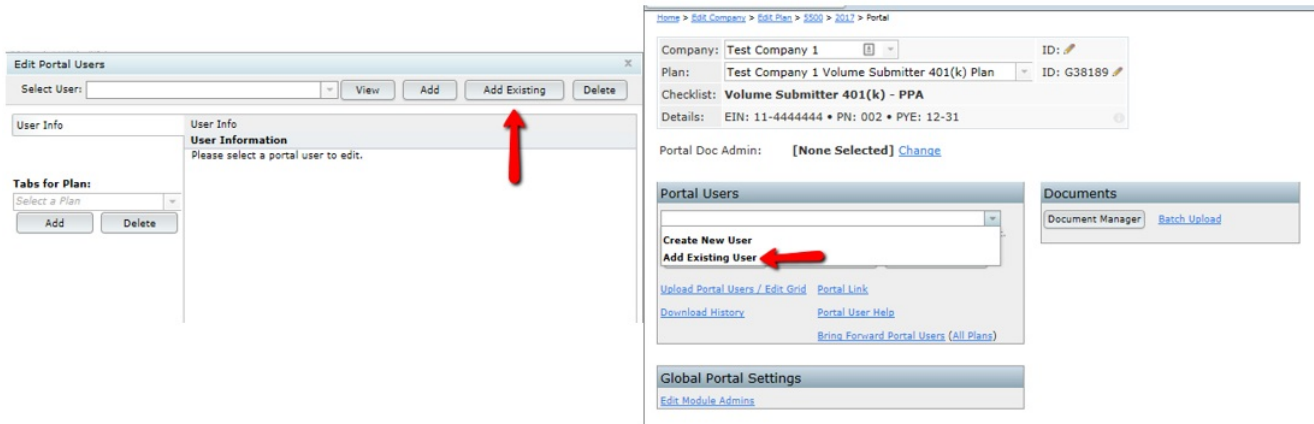 Edit Portal Users x
Select User: View Add Add Existing Delete
User Info
User Info
User Information
Please select a portal user to edit.
Tabs for Plan:
Select a Plan
Add Delete
Home > Edit Company > Edit Plan > 5500 > 2017 > Portal
Company: Test Company 1 ID:
Plan: Test Company 1 Volume Submitter 401(k) Plan ID: G38189
Checklist: Volume Submitter 401(k) - PPA
Details: EIN: 11-4444444 • PN: 002 • PYE: 12-31
Portal Doc Admin: [None Selected] Change
Portal Users
Create New User
Add Existing User
Upload Portal Users / Edit Grid Portal Link
Download History Portal User Help
Bring Forward Portal Users (All Plans)
Documents
Document Manager Batch Upload
Global Portal Settings
Edit Module Admins